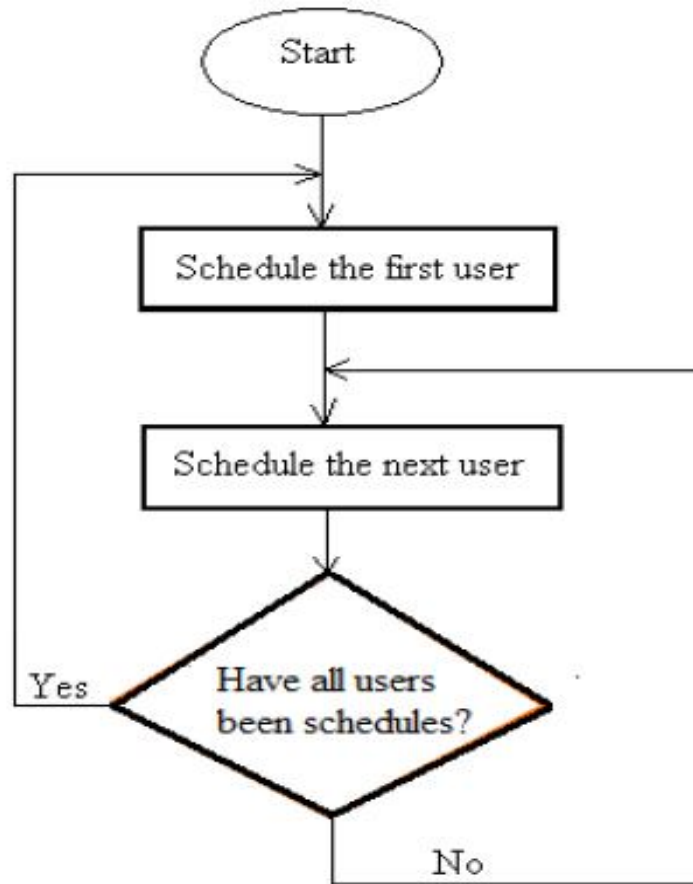 Start
Schedule the first user
Schedule the next user
Have all users
been schedules?
Yes
No